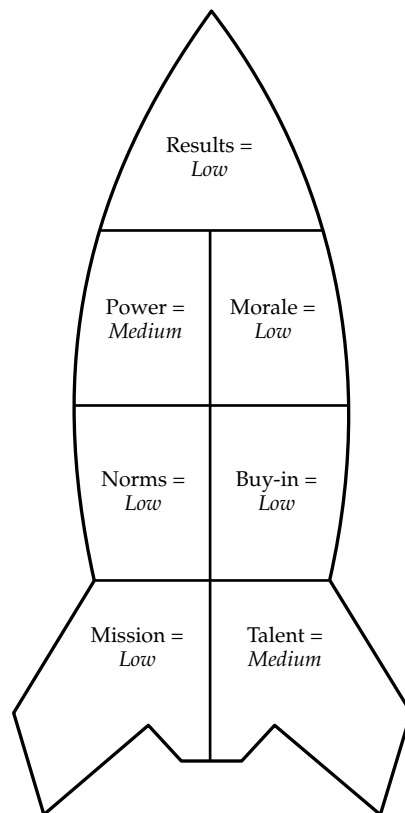 Results =
Low
Power =
Medium
Morale =
Low
Norms =
Low
Buy-in =
Low
Mission =
Low
Talent =
Medium